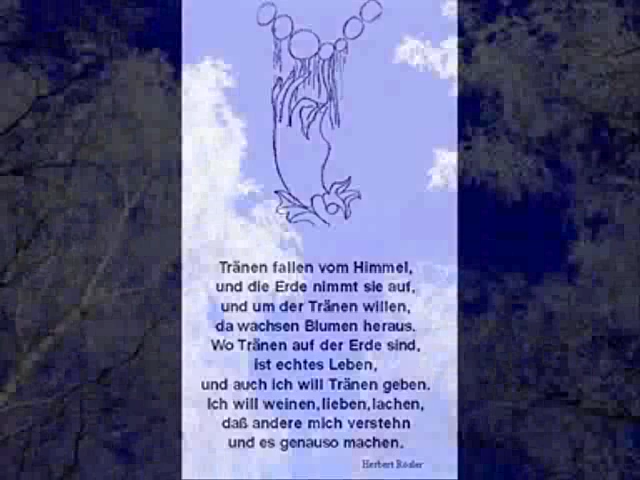 Tränen fallen vom Himmel,
und die Erde nimmt sie auf,
und um der Tränen willen,
da wachsen Blumen heraus.
Wo Tränen auf der Erde sind,
ist echtes Leben,
und auch ich will Tränen geben.
Ich will weinen,lieben,lachen,
daß andere mich verstehn
und es genauso machen.
Herbert Rösler